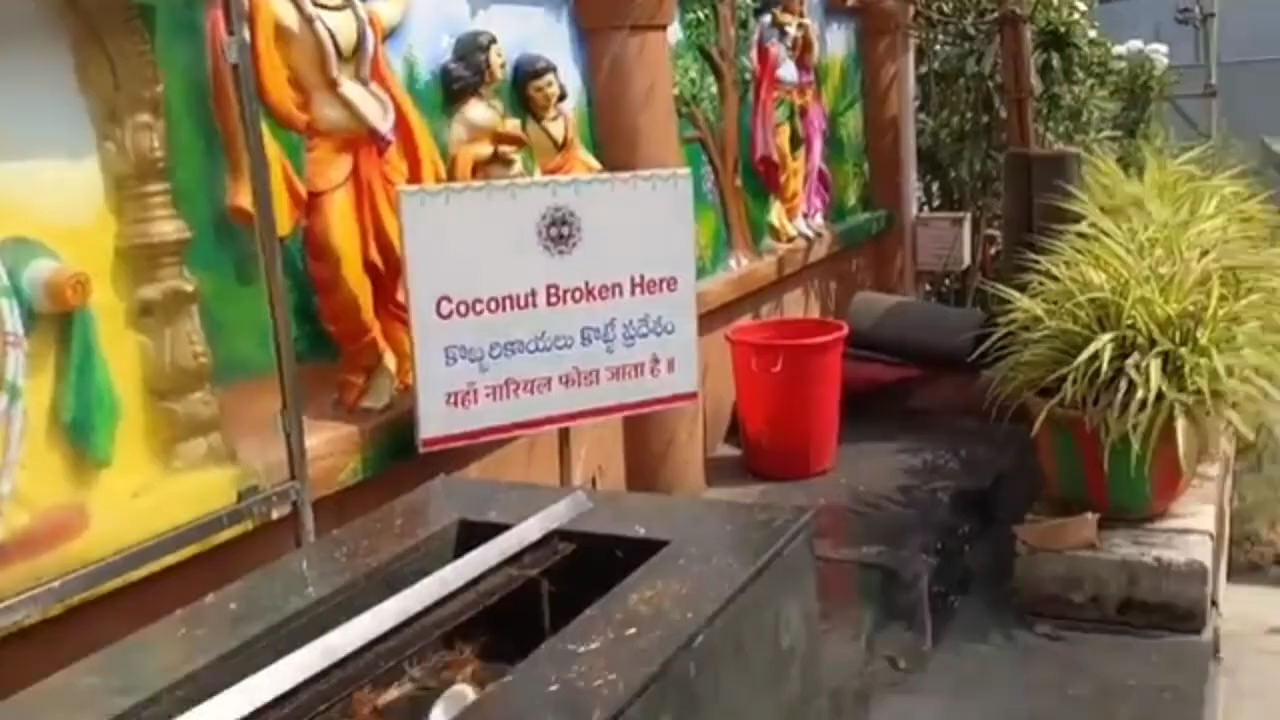 Coconut Broken Here
కొబ్బరికాయలు కొట్టే ప్రదేశం
यहाँ नारियल फोडा जाता है ॥